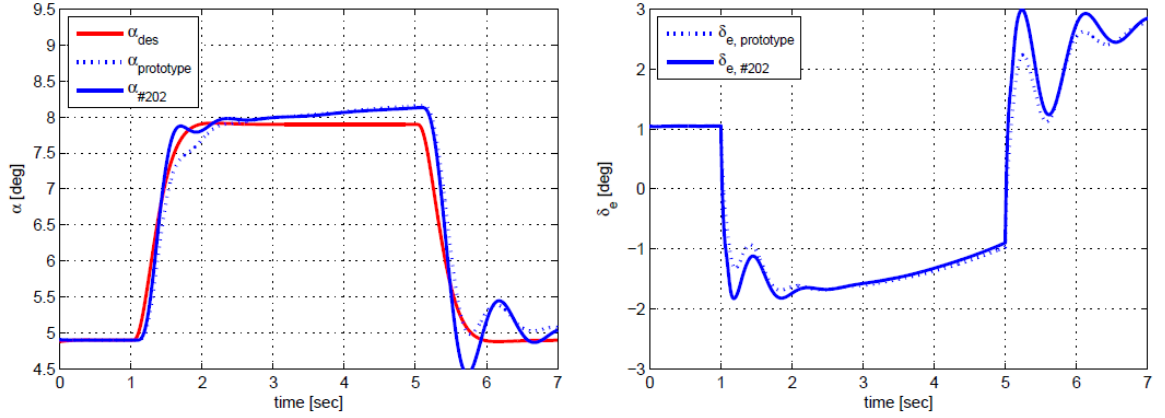 9.5
9
8.5
8
7.5
7
6.5
6
5.5
5
4.5
α [deg]
α_des
α_prototype
α_#202
0 1 2 3 4 5 6 7
time [sec]
3
2
1
0
−1
−2
−3
δ_e [deg]
δ_e, prototype
δ_e, #202
0 1 2 3 4 5 6 7
time [sec]